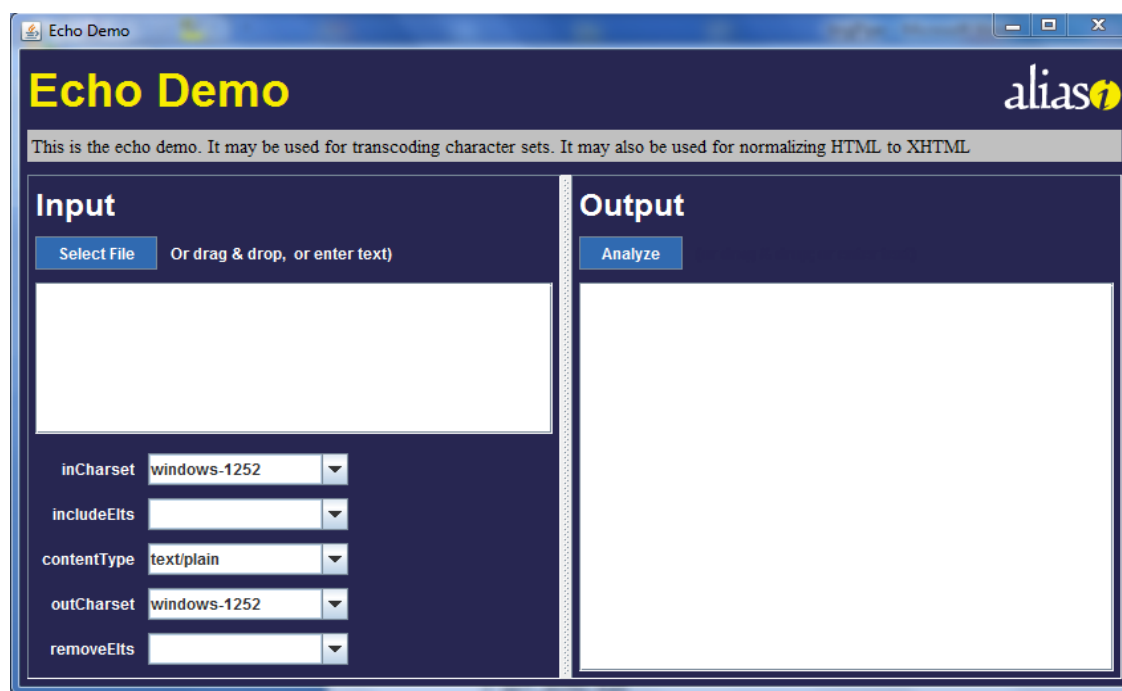 Echo Demo
Echo Demo
aliasi
This is the echo demo. It may be used for transcoding character sets. It may also be used for normalizing HTML to XHTML
Input
Select File Or drag & drop, or enter text)
inCharset windows-1252
includeElts
contentType text/plain
outCharset windows-1252
removeElts
Output
Analyze